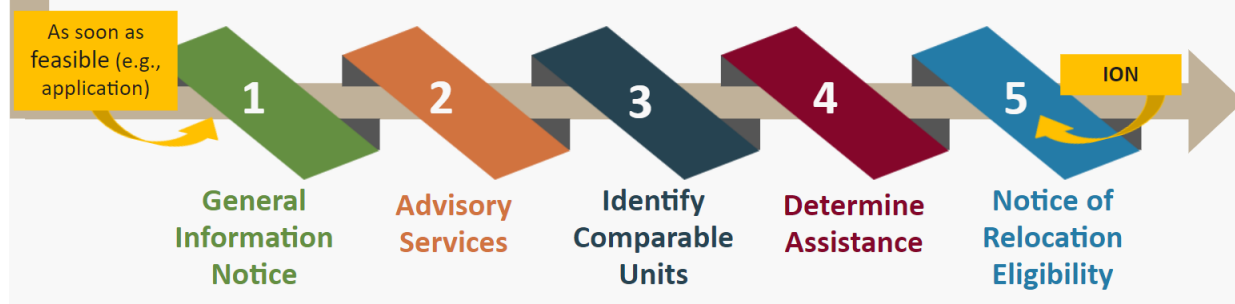 As soon as
feasible (e.g.,
application)
1
General
Information
Notice
2
Advisory
Services
3
Identify
Comparable
Units
4
Determine
Assistance
5
Notice of
Relocation
Eligibility
ION